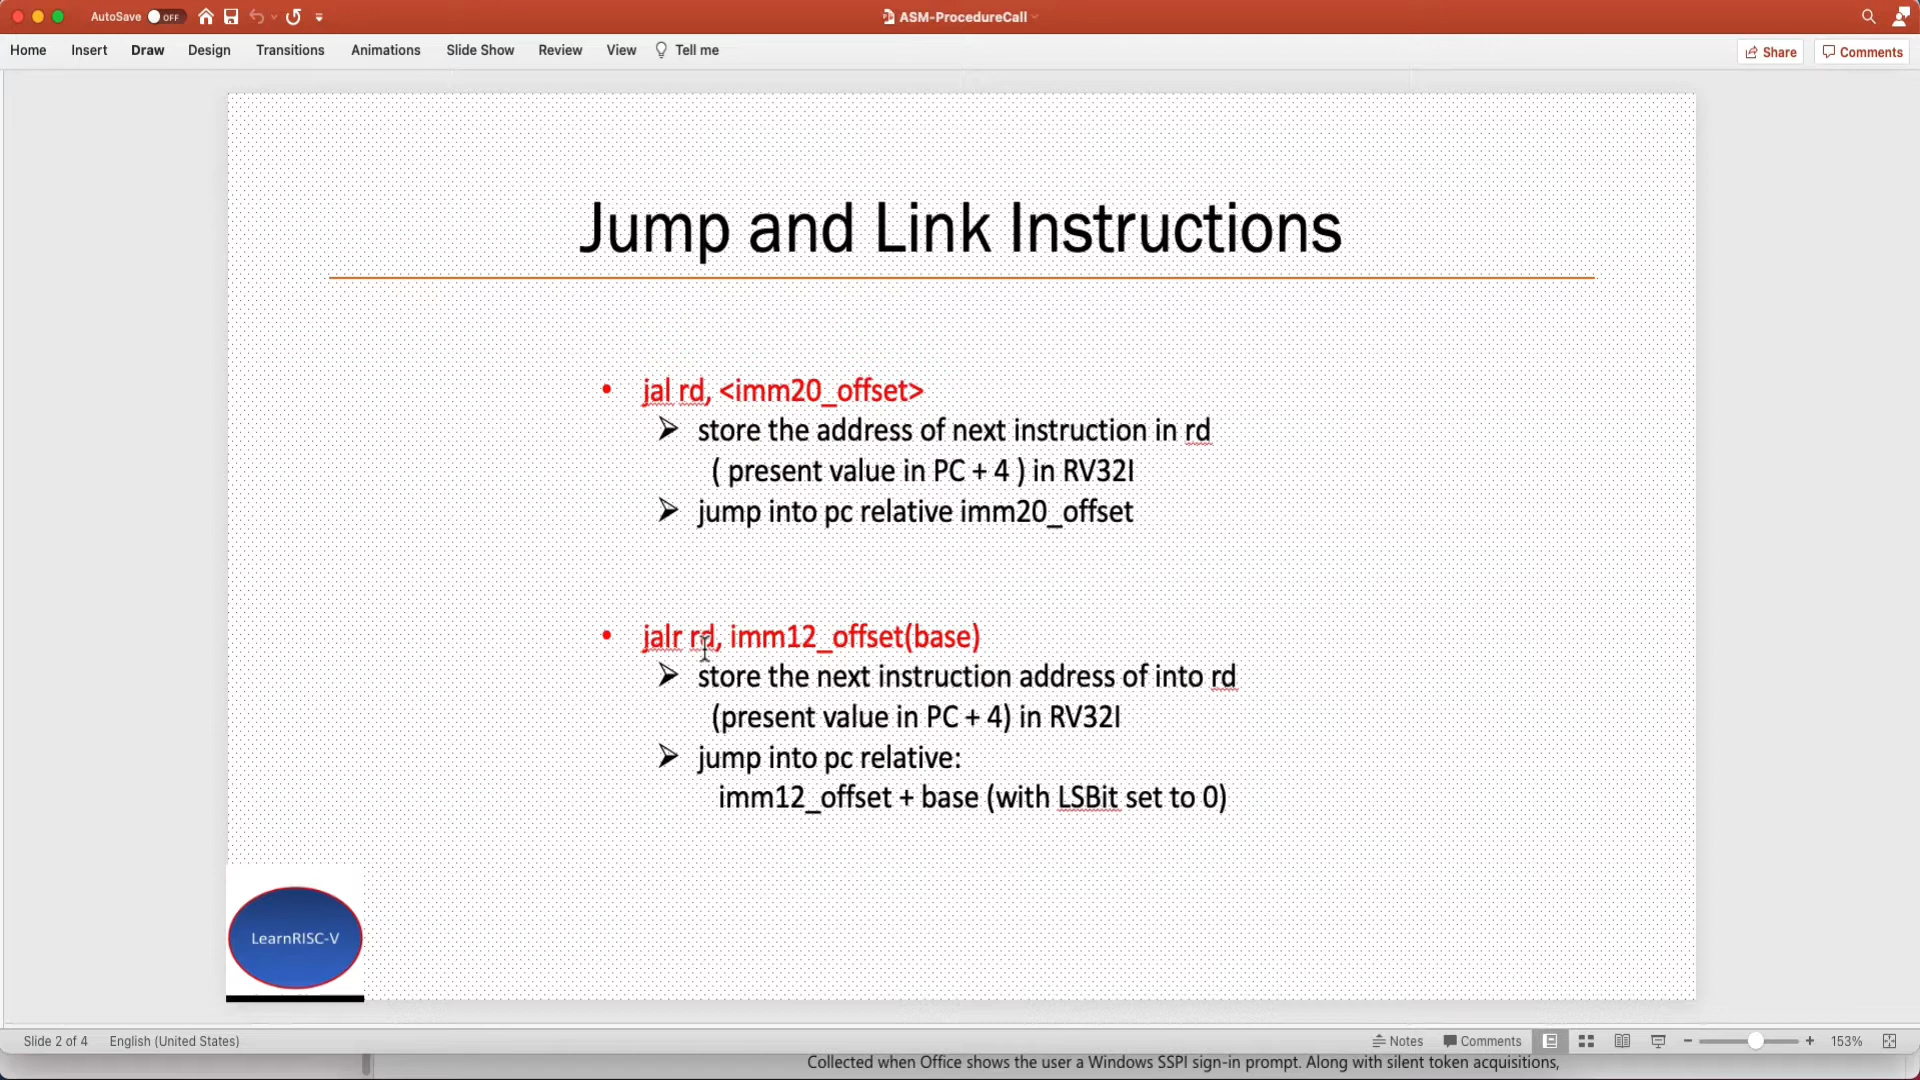 AutoSave OFF
ASM-ProcedureCall
Home Insert Draw Design Transitions Animations Slide Show Review View Tell me
Share Comments
Jump and Link Instructions
• jal rd, <imm20_offset>
➢ store the address of next instruction in rd
( present value in PC + 4 ) in RV32I
➢ jump into pc relative imm20_offset
• jalr rd, imm12_offset(base)
➢ store the next instruction address of into rd
(present value in PC + 4) in RV32I
➢ jump into pc relative:
imm12_offset + base (with LSBit set to 0)
LearnRISC-V
Slide 2 of 4 English (United States) Notes Comments 153%
Collected when Office shows the user a Windows SSPI sign-in prompt. Along with silent token acquisitions,